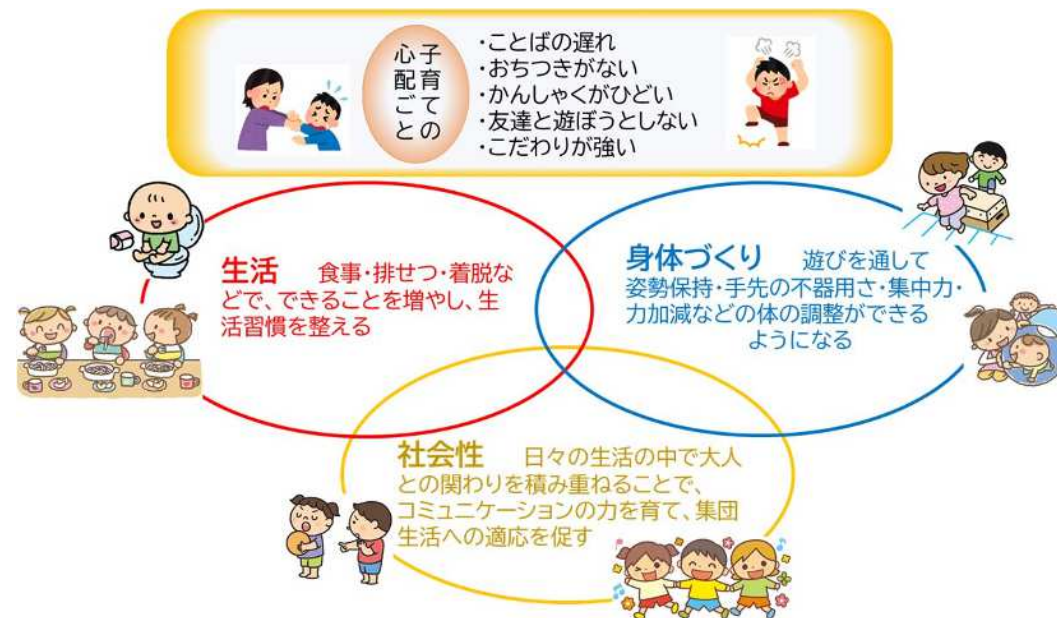 子育ての
心配ごと
・ことばの遅れ
・おちつきがない
・かんしゃくがひどい
・友達と遊ぼうとしない
・こだわりが強い
生活　食事・排せつ・着脱な
どで、できることを増やし、生
活習慣を整える
身体づくり　遊びを通して
姿勢保持・手先の不器用さ・集中力・
力加減などの体の調整ができる
ようになる
社会性　日々の生活の中で大人
との関わりを積み重ねることで、
コミュニケーションの力を育て、集団
生活への適応を促す